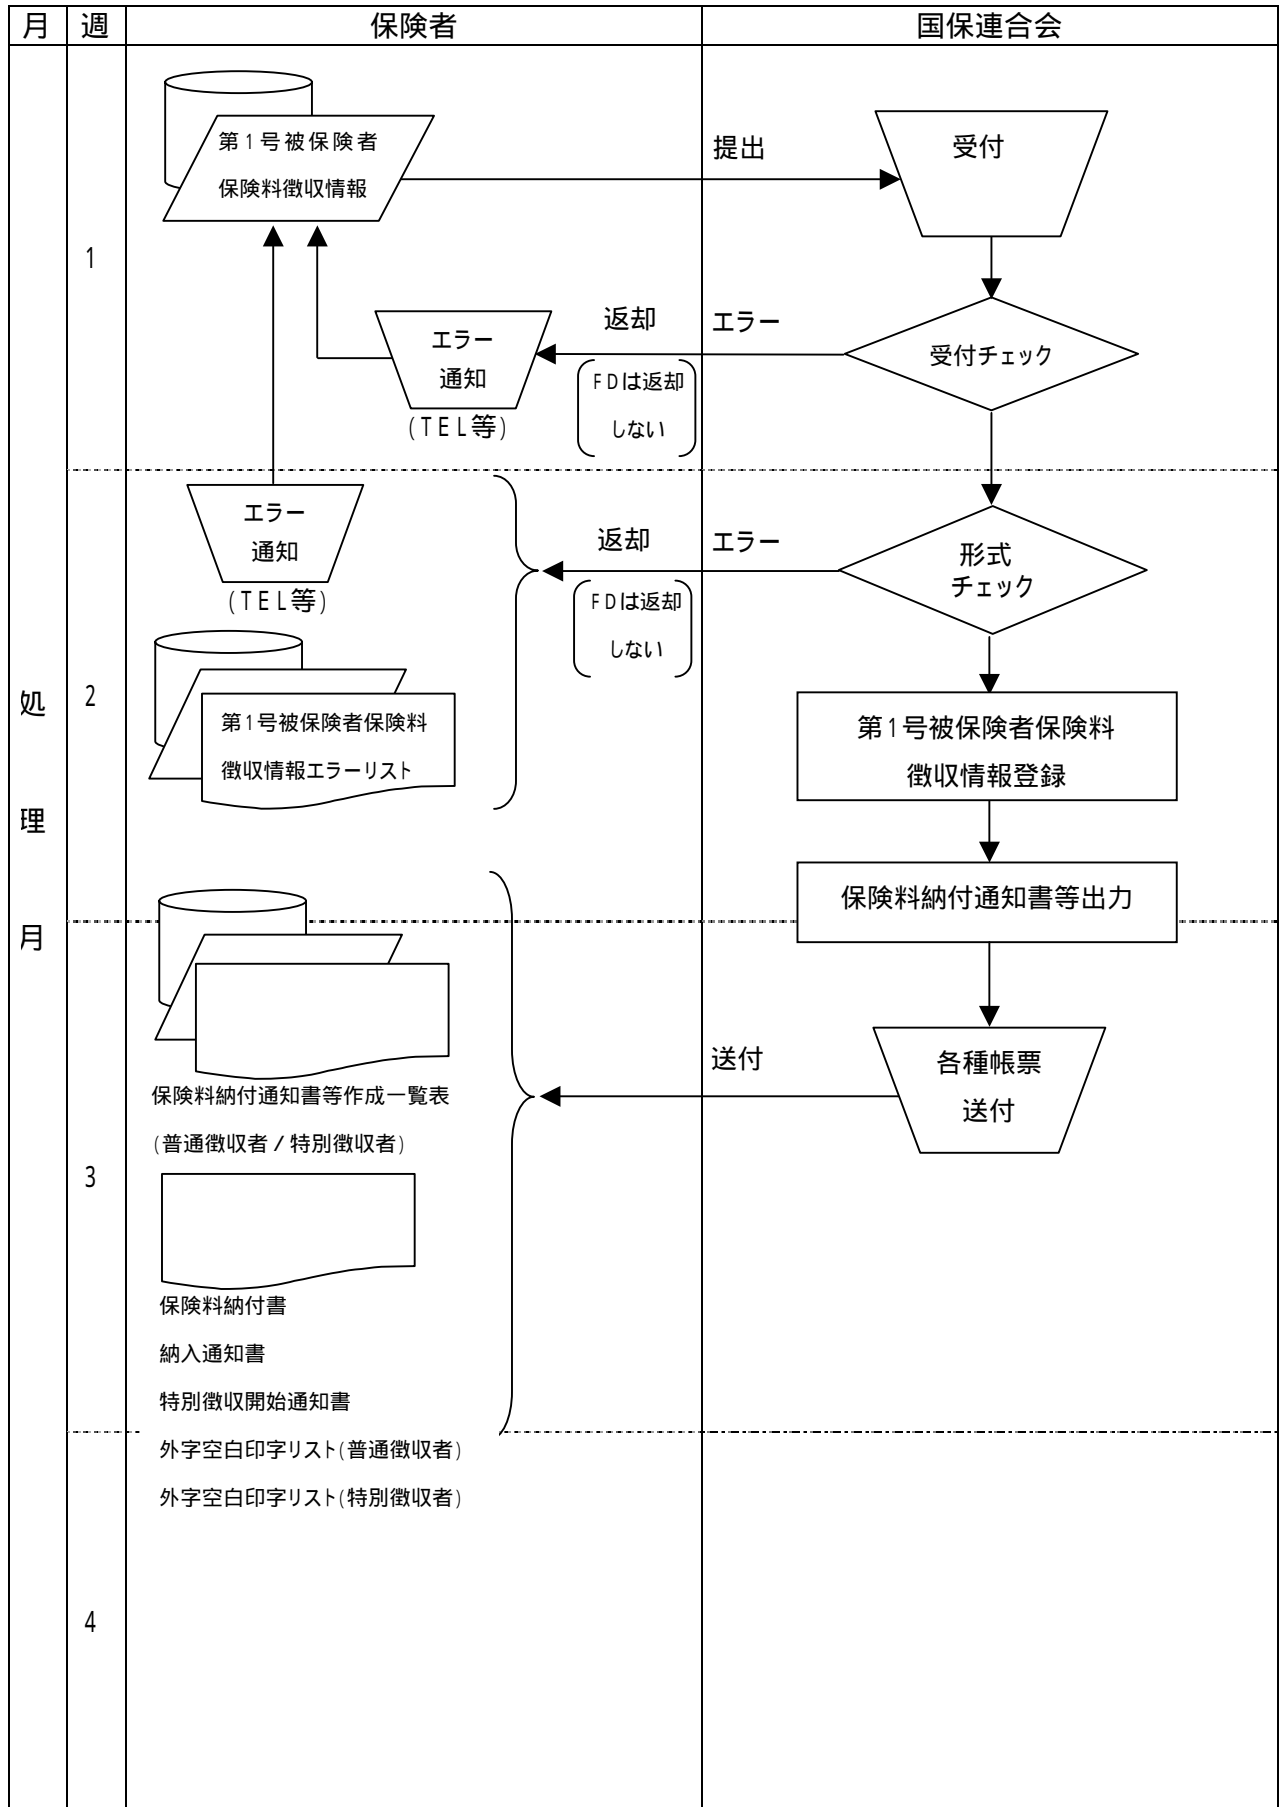 月 週 保険者 国保連合会
処
理
月
1
第1号被保険者
保険料徴収情報
提出
受付
エラー
通知
(TEL等)
返却
FDは返却
しない
エラー
受付チェック
2
エラー
通知
(TEL等)
返却
FDは返却
しない
エラー
形式
チェック
第1号被保険者保険料
徴収情報エラーリスト
第1号被保険者保険料
徴収情報登録
保険料納付通知書等出力
3
送付
各種帳票
送付
保険料納付通知書等作成一覧表
(普通徴収者/特別徴収者)
保険料納付書
納入通知書
特別徴収開始通知書
外字空白印字リスト(普通徴収者)
外字空白印字リスト(特別徴収者)
4